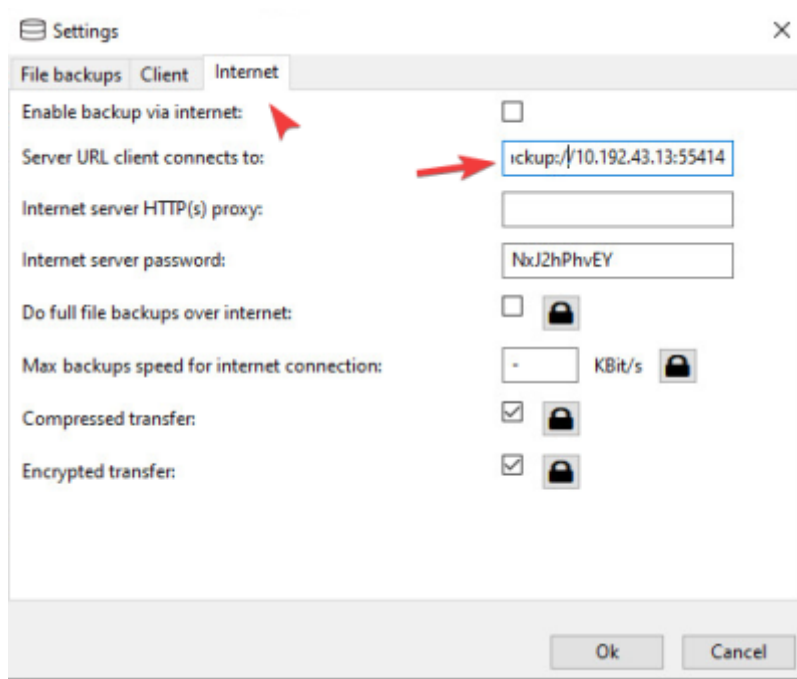 Settings
File backups Client Internet
Enable backup via internet:
Server URL client connects to: ıckup://10.192.43.13:55414
Internet server HTTP(s) proxy:
Internet server password: NxJ2hPhvEY
Do full file backups over internet:
Max backups speed for internet connection: - KBit/s
Compressed transfer:
Encrypted transfer:
Ok Cancel